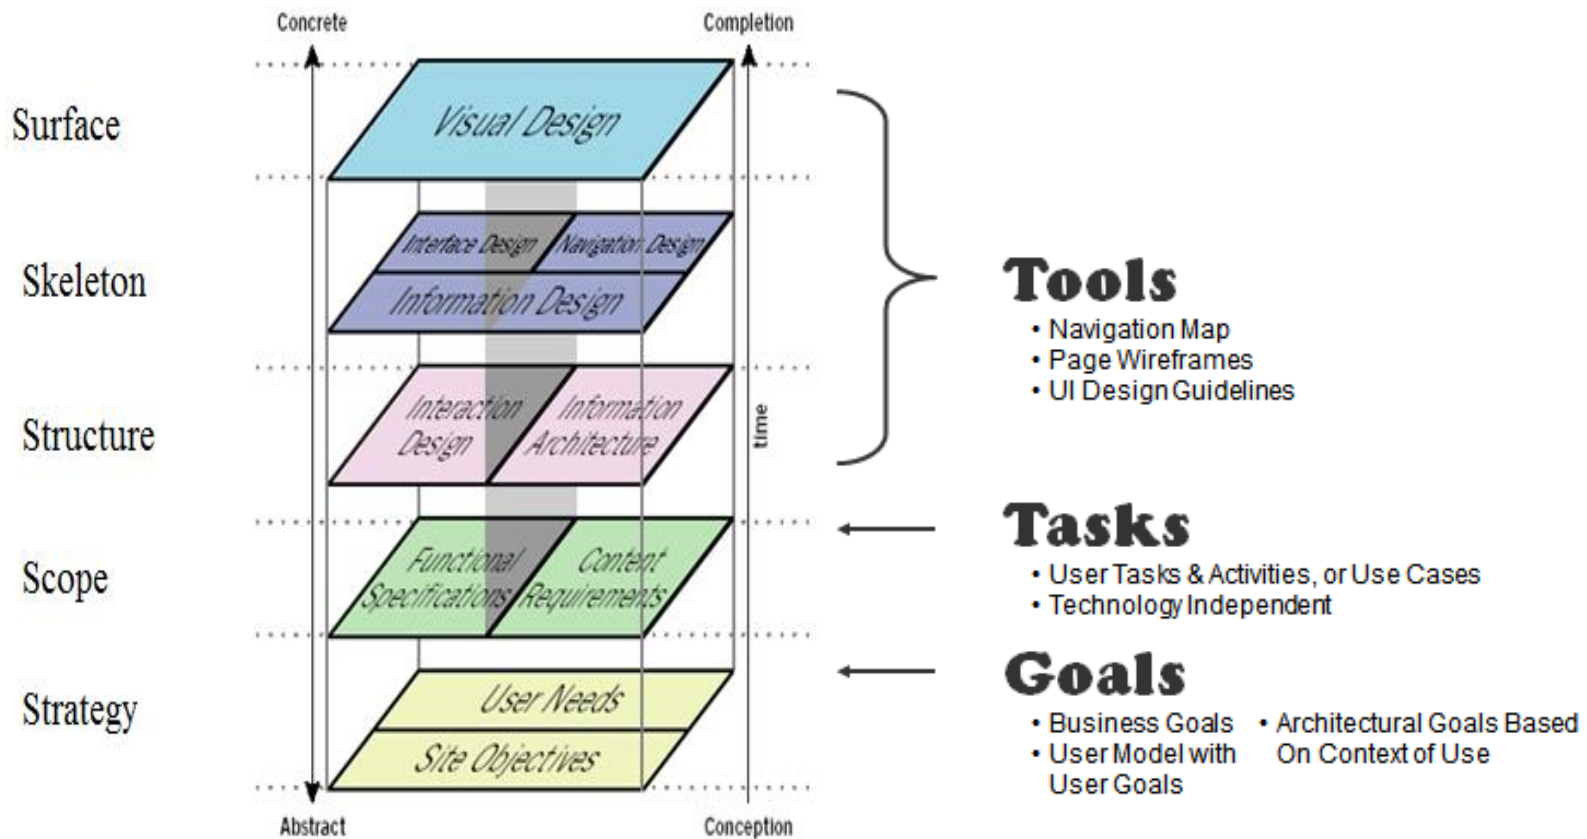 Concrete
Completion
Surface
Visual Design
Skeleton
Interface Design
Navigation Design
Information Design
Structure
Interaction
Design
Information
Architecture
time
Scope
Functional
Specifications
Content
Requirements
Strategy
User Needs
Site Objectives
Abstract
Conception
Tools
• Navigation Map
• Page Wireframes
• UI Design Guidelines
Tasks
• User Tasks & Activities, or Use Cases
• Technology Independent
Goals
• Business Goals
• User Model with
User Goals
• Architectural Goals Based
On Context of Use